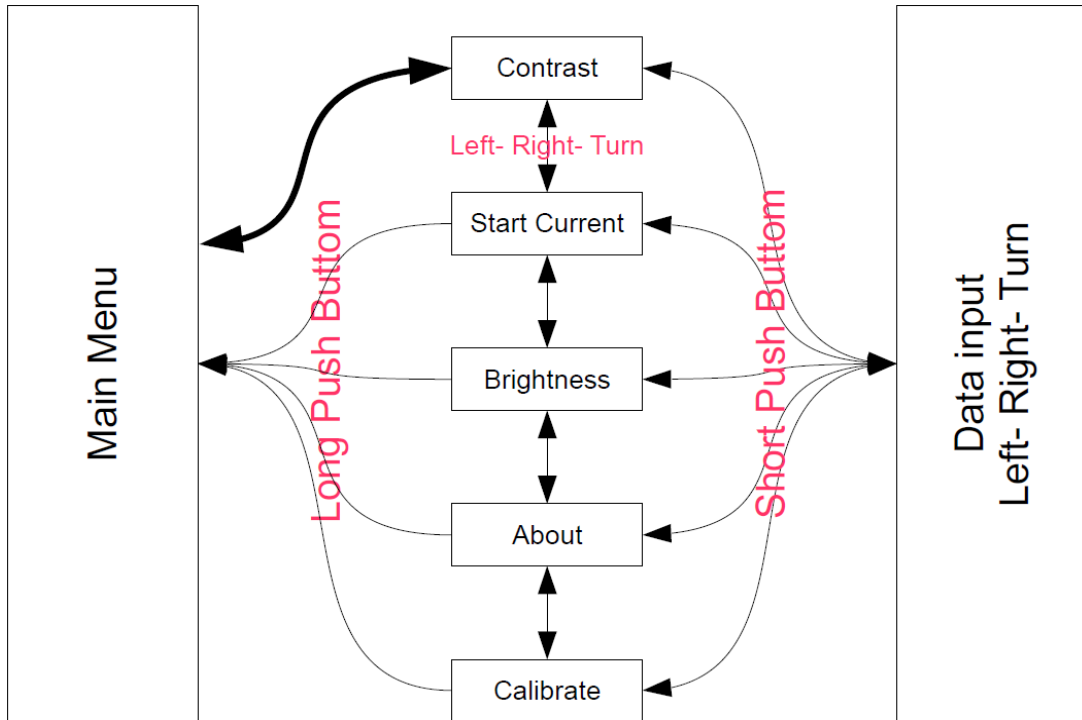 Main Menu
Long Push Buttom
Contrast
Left- Right- Turn
Start Current
Brightness
About
Calibrate
Short Push Buttom
Data input
Left- Right- Turn